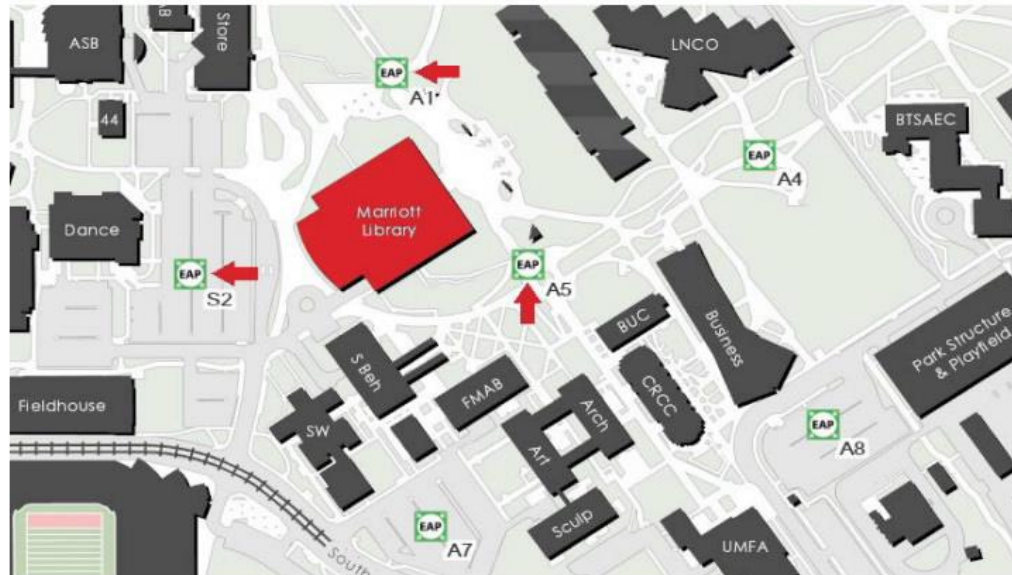 ASB
AB
Store
LNCO
EAP
A1
44
BTSAEC
EAP
A4
Marriott
Library
Dance
EAP
S2
EAP
A5
BUC
Business
Park Structure
& Playfield
S Beh
FMAB
CRCC
Fieldhouse
SW
Arch
Art
EAP
A8
Sculp
EAP
A7
UMFA
South